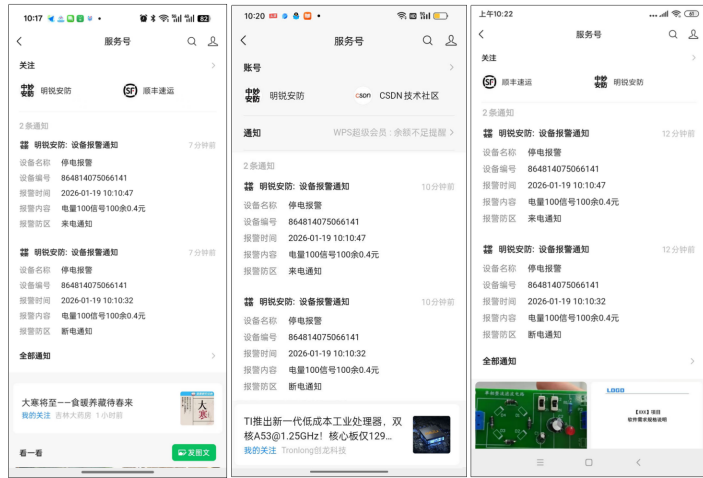 10:17
82
服务号
关注
中妙
安防
明锐安防
SF
顺丰速运
2条通知
明锐安防: 设备报警通知
7分钟前
设备名称 停电报警
设备编号 864814075066141
报警时间 2026-01-19 10:10:47
报警内容 电量100信号100余0.4元
报警防区 来电通知
明锐安防: 设备报警通知
7分钟前
设备名称 停电报警
设备编号 864814075066141
报警时间 2026-01-19 10:10:32
报警内容 电量100信号100余0.4元
报警防区 断电通知
全部通知
大寒将至——食暖养藏待春来
我的关注 吉林大药房 1小时前
大寒
看一看
发图文
10:20
服务号
账号
明锐安防
CSDN
CSDN技术社区
通知
WPS超级会员: 余额不足提醒
2条通知
明锐安防: 设备报警通知
10分钟前
设备名称 停电报警
设备编号 864814075066141
报警时间 2026-01-19 10:10:47
报警内容 电量100信号100余0.4元
报警防区 来电通知
明锐安防: 设备报警通知
10分钟前
设备名称 停电报警
设备编号 864814075066141
报警时间 2026-01-19 10:10:32
报警内容 电量100信号100余0.4元
报警防区 断电通知
TI推出新一代低成本工业处理器，双
核A53@1.25GHz！核心板仅129...
我的关注 Tronlong创龙科技
上午10:22
服务号
关注
SF
顺丰速运
明锐安防
2条通知
明锐安防: 设备报警通知
12分钟前
设备名称 停电报警
设备编号 864814075066141
报警时间 2026-01-19 10:10:47
报警内容 电量100信号100余0.4元
报警防区 来电通知
明锐安防: 设备报警通知
12分钟前
设备名称 停电报警
设备编号 864814075066141
报警时间 2026-01-19 10:10:32
报警内容 电量100信号100余0.4元
报警防区 断电通知
全部通知
LOGO
【XXX】项目
软件需求规格说明